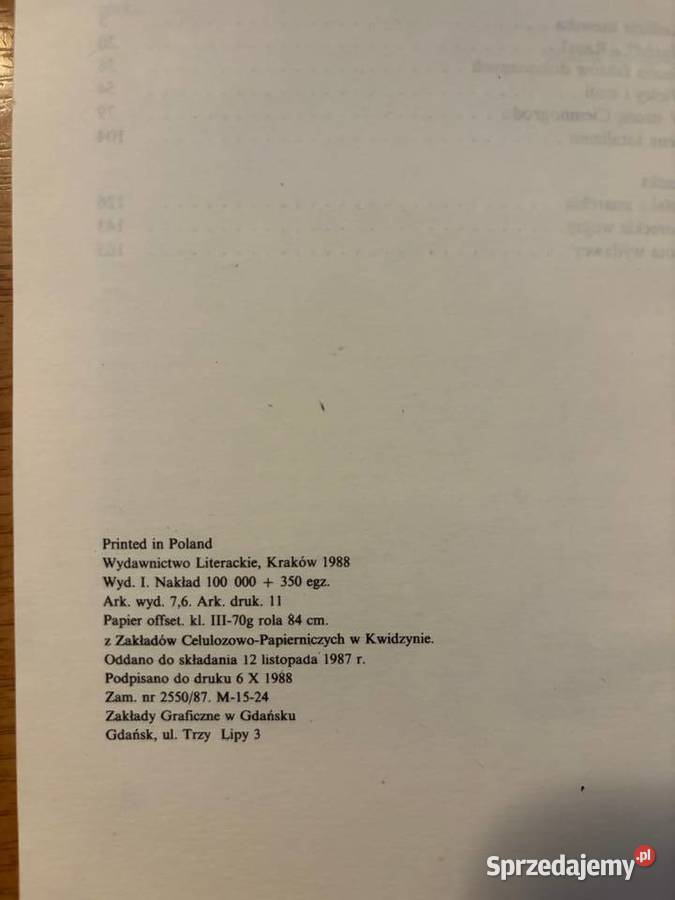 104
126
143
Printed in Poland
Wydawnictwo Literackie, Kraków 1988
Wyd. I. Nakład 100 000 + 350 egz.
Ark. wyd. 7,6. Ark. druk. 11
Papier offset. kl. III-70g rola 84 cm.
z Zakładów Celulozowo-Papierniczych w Kwidzynie.
Oddano do składania 12 listopada 1987 r.
Podpisano do druku 6 X 1988
Zam. nr 2550/87. M-15-24
Zakłady Graficzne w Gdańsku
Gdańsk, ul. Trzy Lipy 3
Sprzedajemy.pl